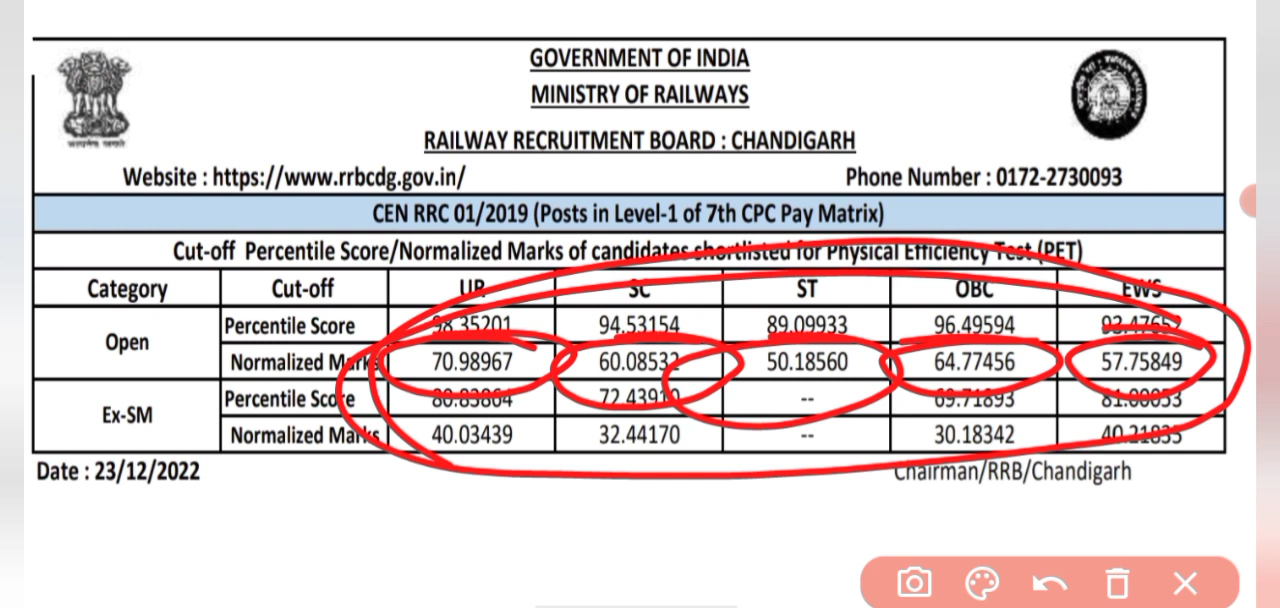 GOVERNMENT OF INDIA
MINISTRY OF RAILWAYS
RAILWAY RECRUITMENT BOARD : CHANDIGARH
Website : https://www.rrbcdg.gov.in/ Phone Number : 0172-2730093
CEN RRC 01/2019 (Posts in Level-1 of 7th CPC Pay Matrix)
Cut-off Percentile Score/Normalized Marks of candidates shortlisted for Physical Efficiency Test (PET)
Category Cut-off UR SC ST OBC EWS
Open Percentile Score 98.35201 94.53154 89.09933 96.49594
Normalized Marks 70.98967 60.08532 50.18560 64.77456 57.75849
Ex-SM Percentile Score --
Normalized Marks 40.03439 32.44170 -- 30.18342 40.21835
Date : 23/12/2022 Chairman/RRB/Chandigarh